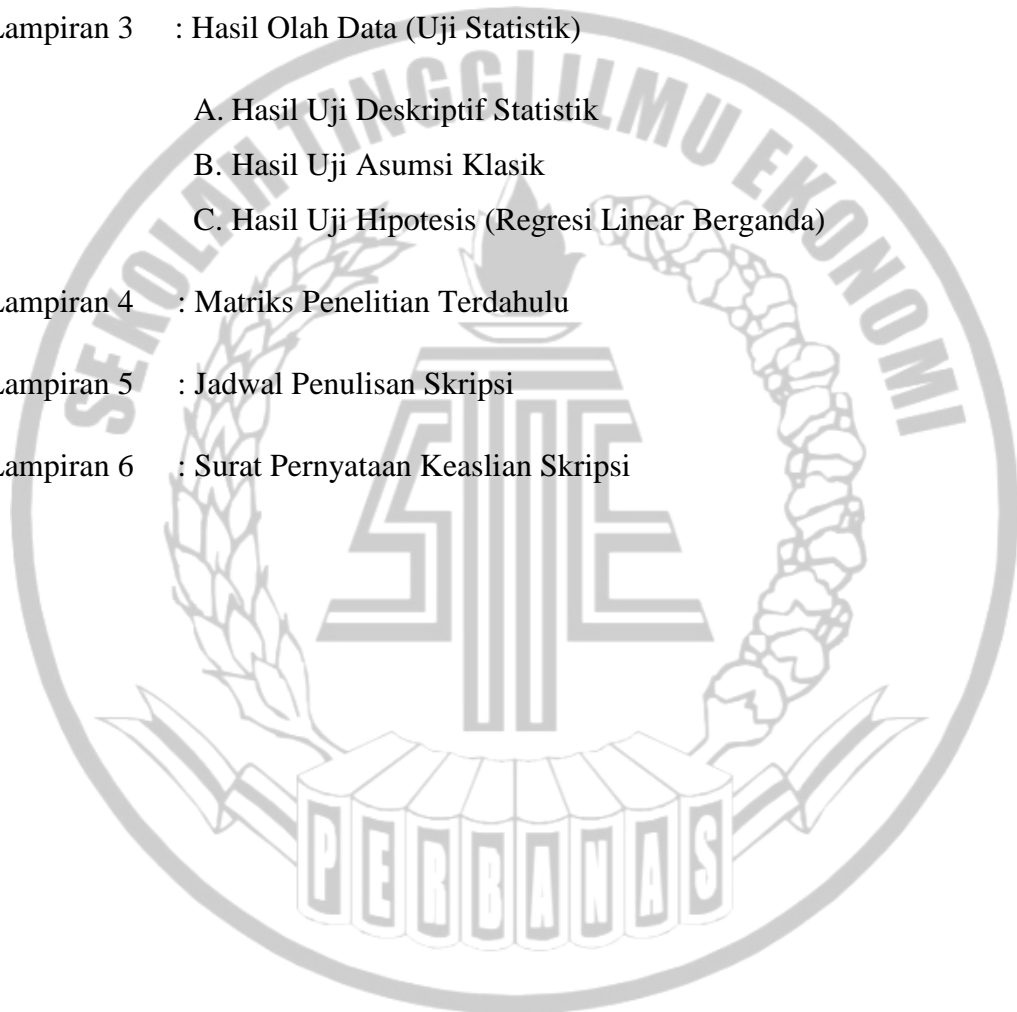 Lampiran 3 : Hasil Olah Data (Uji Statistik)
A. Hasil Uji Deskriptif Statistik
B. Hasil Uji Asumsi Klasik
C. Hasil Uji Hipotesis (Regresi Linear Berganda)
Lampiran 4 : Matriks Penelitian Terdahulu
Lampiran 5 : Jadwal Penulisan Skripsi
Lampiran 6 : Surat Pernyataan Keaslian Skripsi
SEKOLAH TINGGI ILMU EKONOMI
STIE
PERBANAS